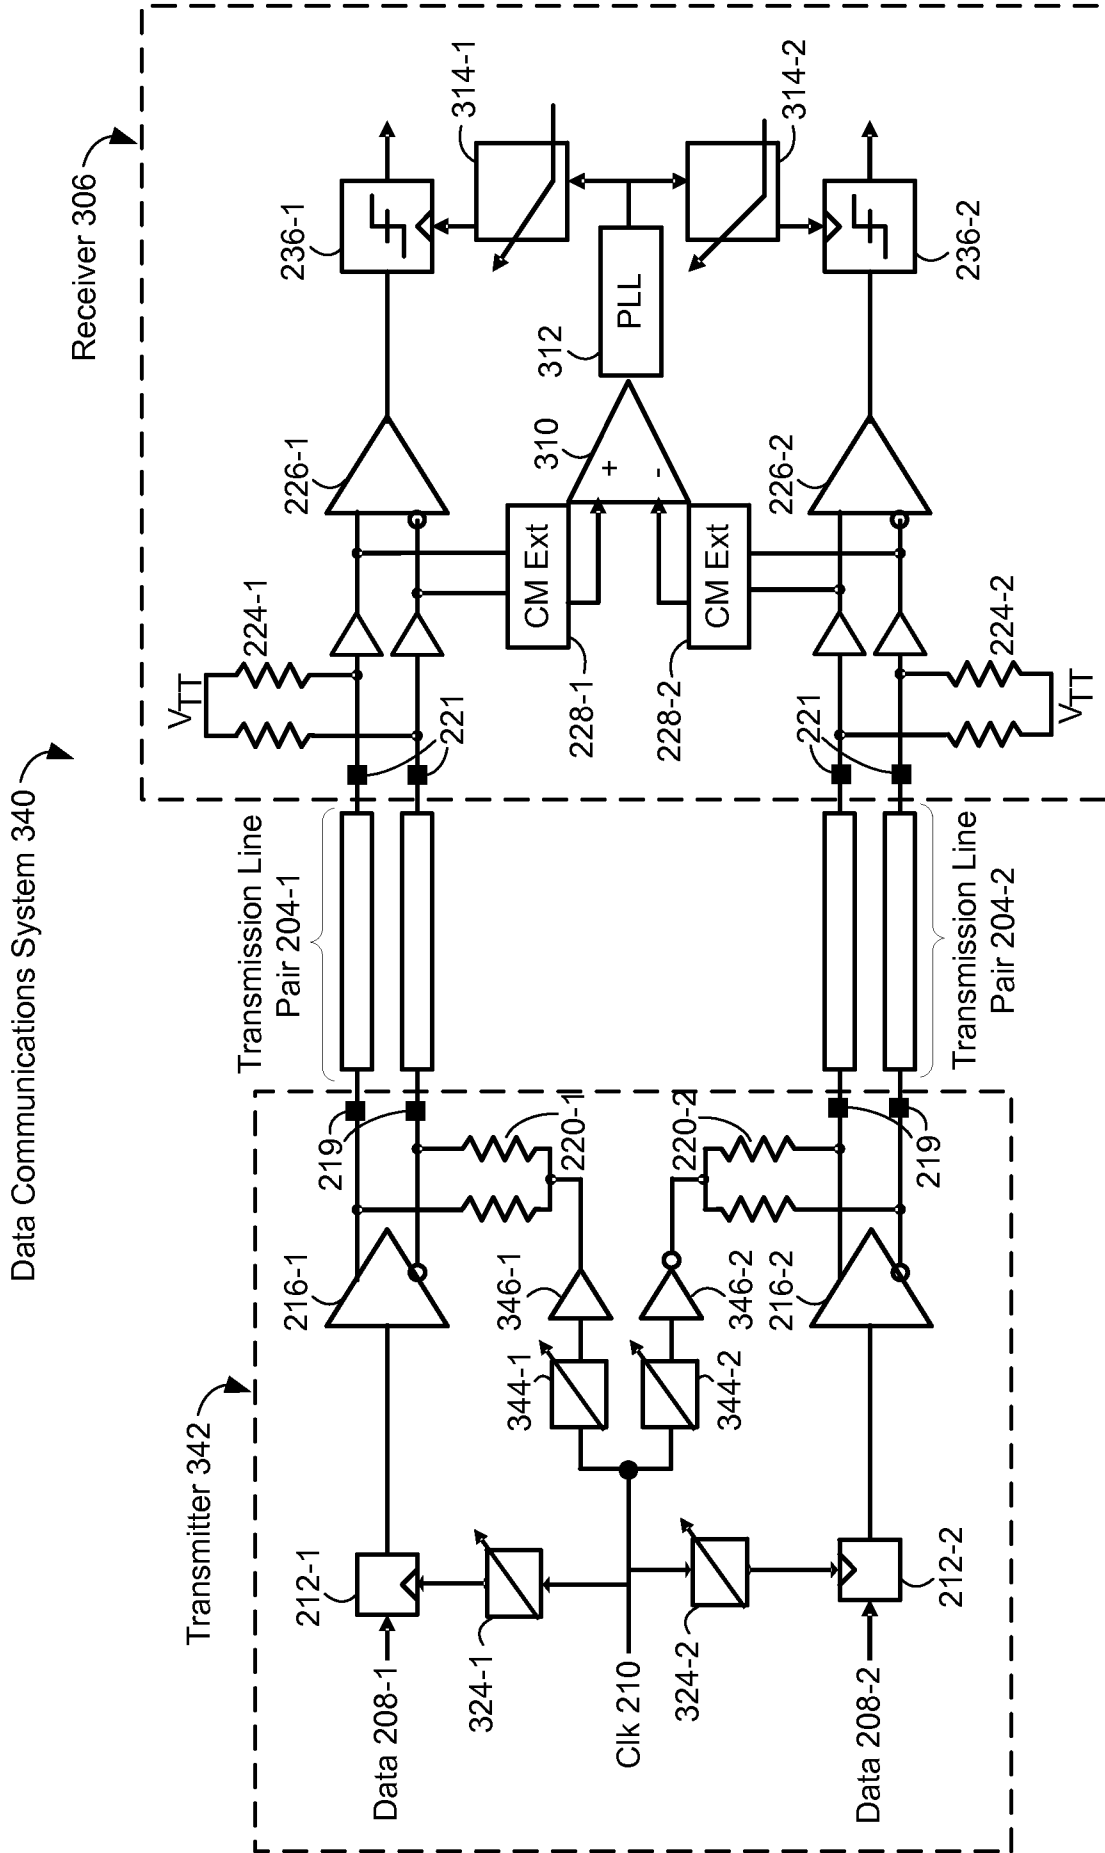 Data Communications System 340
Transmitter 342
Receiver 306
Transmission Line
Pair 204-1
VTT
224-1
226-1
236-1
314-1
212-1
216-1
219
221
Data 208-1
324-1
344-1
346-1
220-1
228-1
CM Ext
310
+
-
312
PLL
Clk 210
324-2
344-2
346-2
220-2
228-2
CM Ext
314-2
Data 208-2
212-2
216-2
219
221
226-2
236-2
224-2
VTT
Transmission Line
Pair 204-2